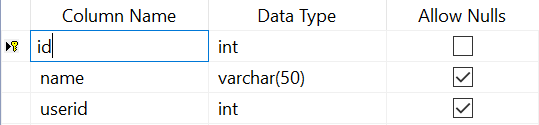 Column Name Data Type Allow Nulls
id int
name varchar(50)
userid int